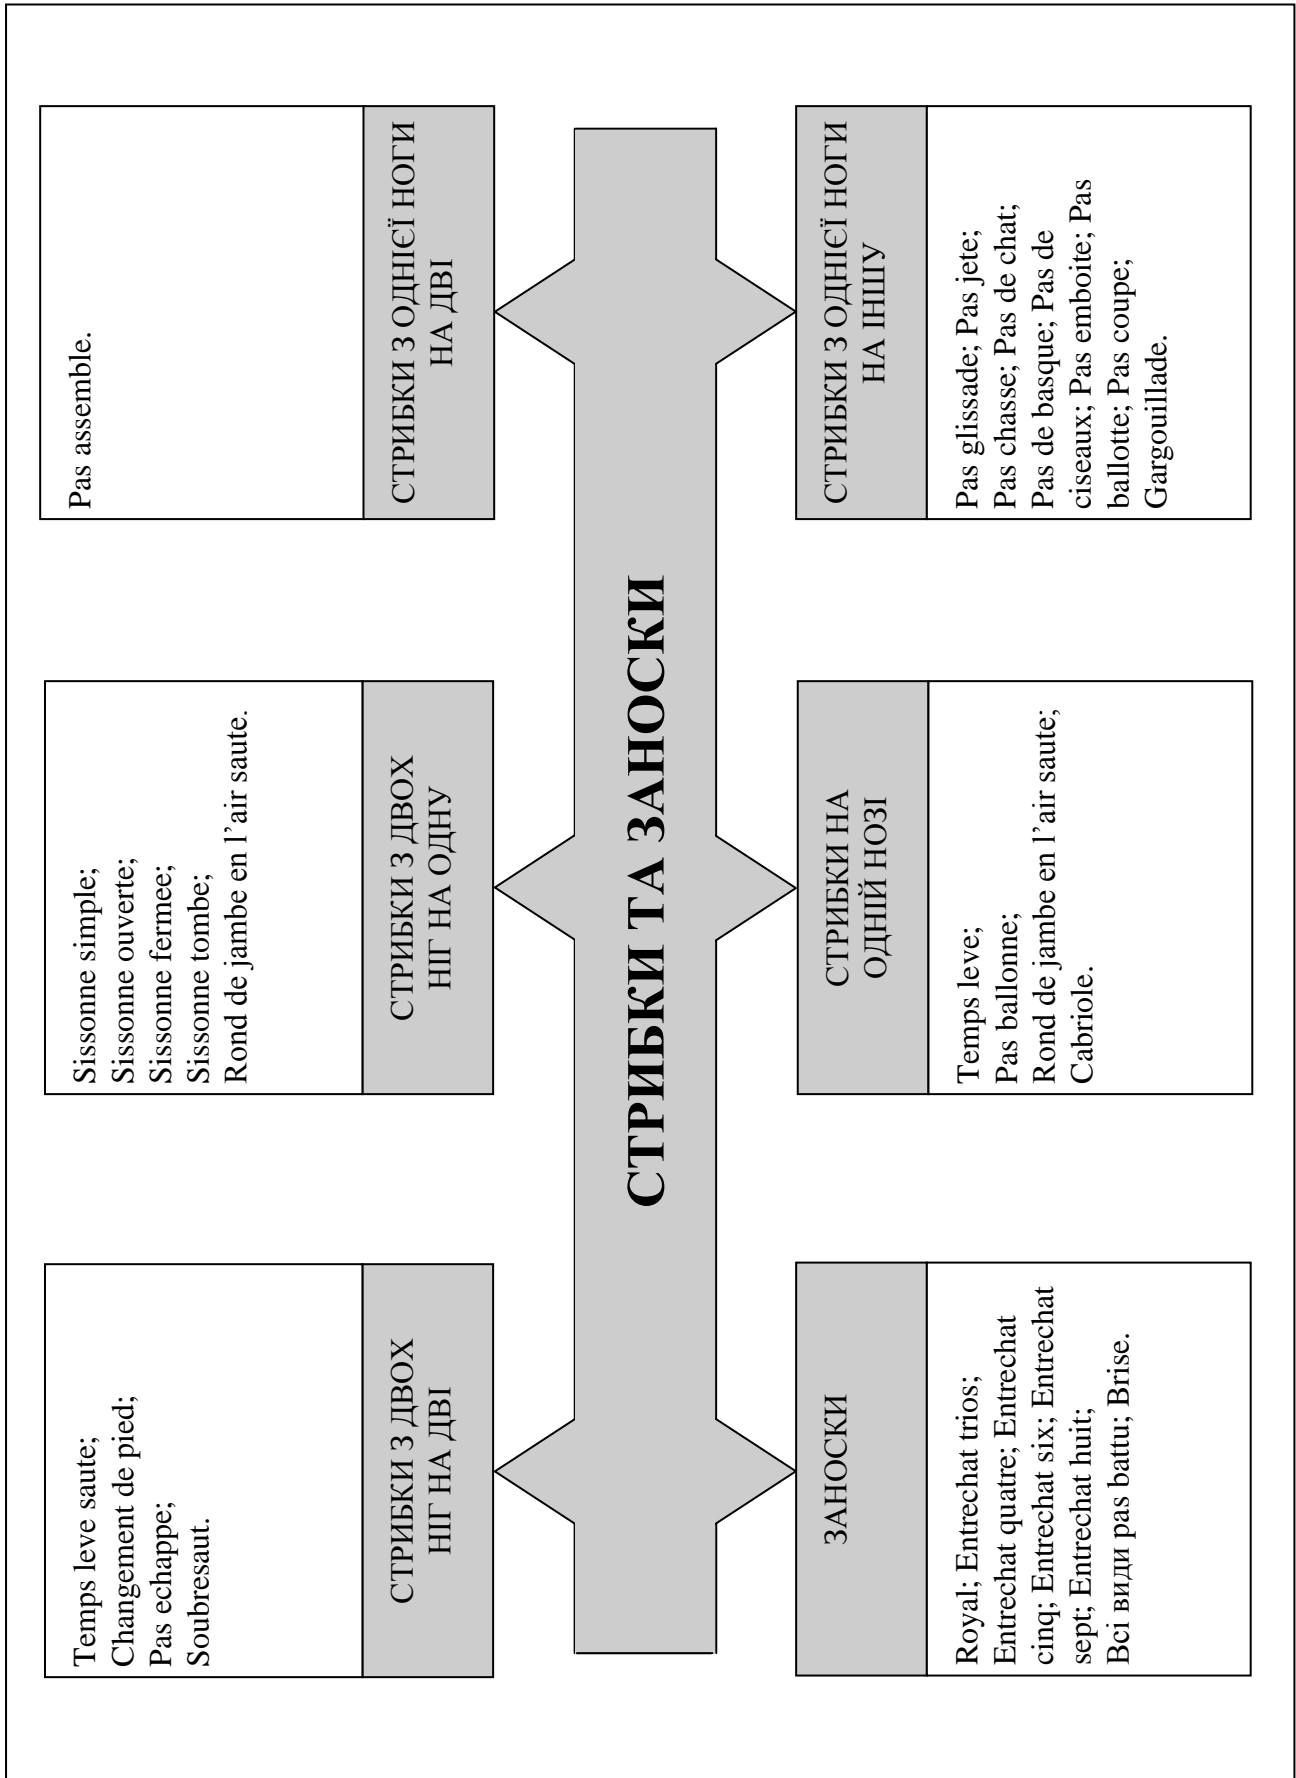 Temps leve saute;
Changement de pied;
Pas echappe;
Soubresaut.
СТРИБКИ З ДВОХ
НІГ НА ДВІ
Sissonne simple;
Sissonne ouverte;
Sissonne fermee;
Sissonne tombe;
Rond de jambe en l’air saute.
СТРИБКИ З ДВОХ
НІГ НА ОДНУ
Pas assemble.
СТРИБКИ З ОДНІЄЇ НОГИ
НА ДВІ
СТРИБКИ ТА ЗАНОСКИ
ЗАНОСКИ
Royal; Entrechat trios;
Entrechat quatre; Entrechat
cinq; Entrechat six; Entrechat
sept; Entrechat huit;
Всі види pas battu; Brise.
СТРИБКИ НА
ОДНІЙ НОЗІ
Temps leve;
Pas ballonne;
Rond de jambe en l’air saute;
Cabriole.
СТРИБКИ З ОДНІЄЇ НОГИ
НА ІНШУ
Pas glissade; Pas jete;
Pas chasse; Pas de chat;
Pas de basque; Pas de
ciseaux; Pas emboite; Pas
ballotte; Pas coupe;
Gargouillade.